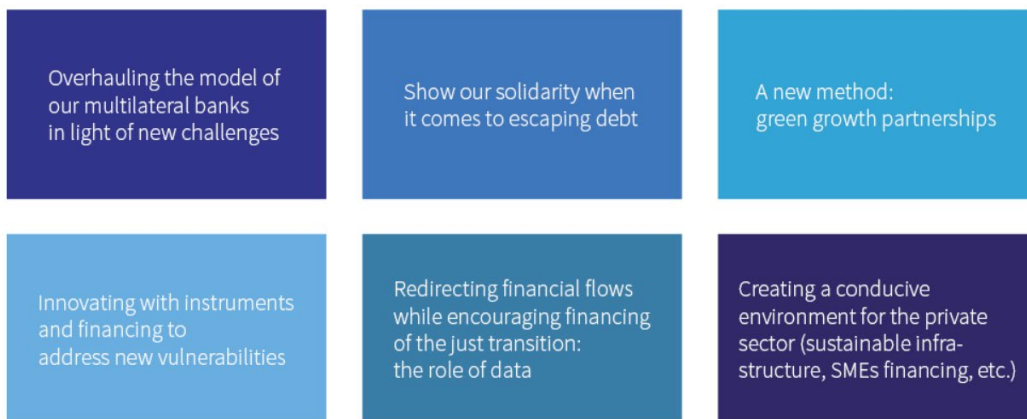 Overhauling the model of
our multilateral banks
in light of new challenges
Show our solidarity when
it comes to escaping debt
A new method:
green growth partnerships
Innovating with instruments
and financing to
address new vulnerabilities
Redirecting financial flows
while encouraging financing
of the just transition:
the role of data
Creating a conducive
environment for the private
sector (sustainable infra-
structure, SMEs financing, etc.)